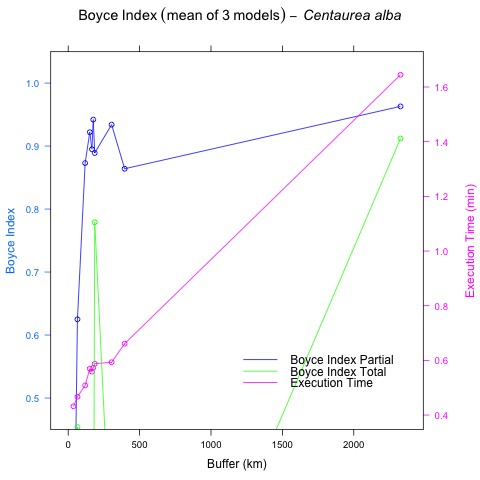 Boyce Index (mean of 3 models) – Centaurea alba
1.0
0.9
0.8
0.7
0.6
0.5
Boyce Index
1.6
1.4
1.2
1.0
0.8
0.6
0.4
Execution Time (min)
Boyce Index Partial
Boyce Index Total
Execution Time
0 500 1000 1500 2000
Buffer (km)